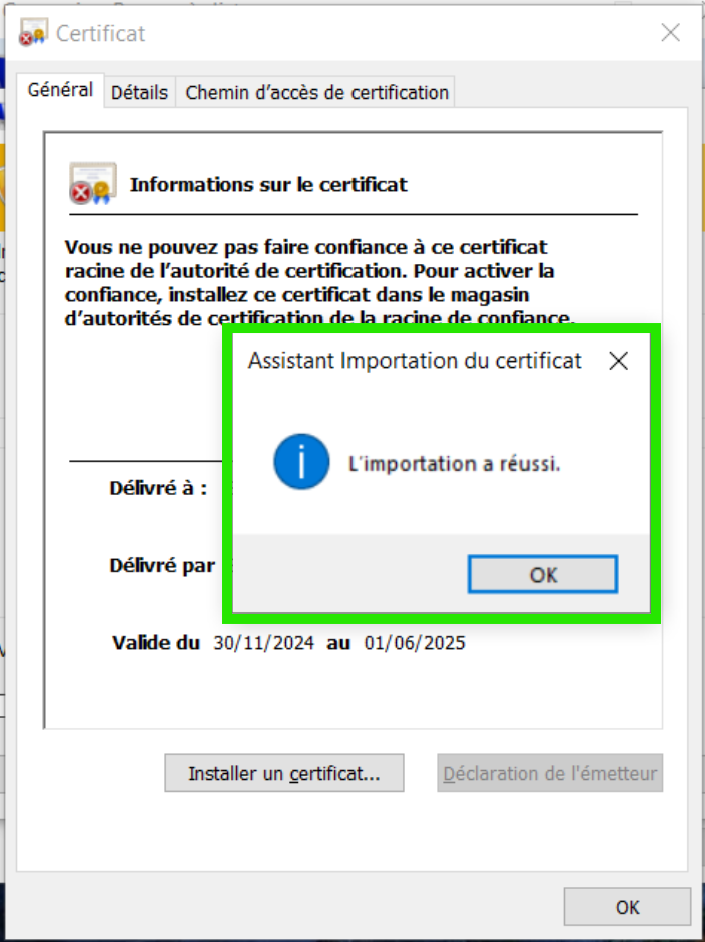 Certificat
Général
Détails
Chemin d'accès de certification
Informations sur le certificat
Vous ne pouvez pas faire confiance à ce certificat
racine de l'autorité de certification. Pour activer la
confiance, installez ce certificat dans le magasin
d'autorités de certification de la racine de confiance.
Assistant Importation du certificat
L'importation a réussi.
OK
Délivré à :
Délivré par
Valide du 30/11/2024 au 01/06/2025
Installer un certificat...
Déclaration de l'émetteur
OK